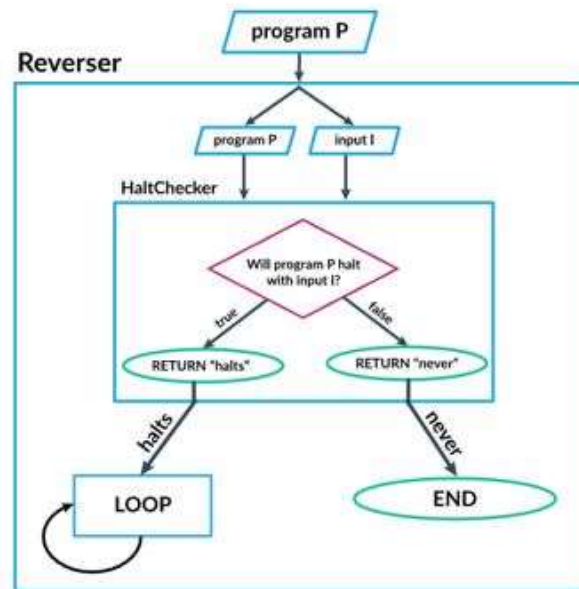 program P
Reverser
program P
input I
HaltChecker
Will program P halt
with input I?
true
false
RETURN "halts"
RETURN "never"
halts
never
LOOP
END